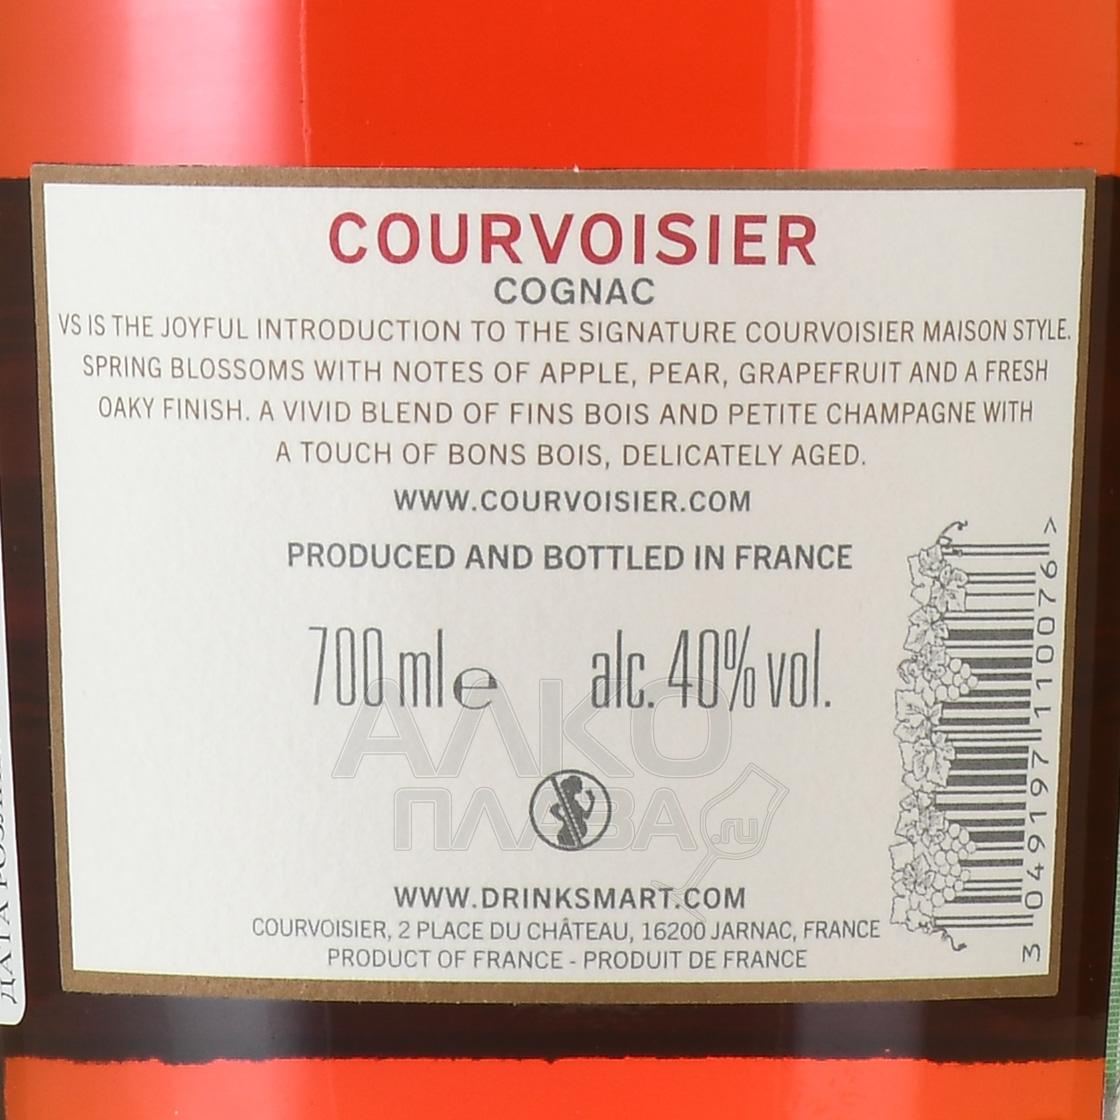 COURVOISIER
COGNAC
VS IS THE JOYFUL INTRODUCTION TO THE SIGNATURE COURVOISIER MAISON STYLE.
SPRING BLOSSOMS WITH NOTES OF APPLE, PEAR, GRAPEFRUIT AND A FRESH
OAKY FINISH. A VIVID BLEND OF FINS BOIS AND PETITE CHAMPAGNE WITH
A TOUCH OF BONS BOIS, DELICATELY AGED.
WWW.COURVOISIER.COM
PRODUCED AND BOTTLED IN FRANCE
700 ml e alc. 40% vol.
АЛКО
ПЛАЗА.ru
WWW.DRINKSMART.COM
COURVOISIER, 2 PLACE DU CHÂTEAU, 16200 JARNAC, FRANCE
PRODUCT OF FRANCE - PRODUIT DE FRANCE
3 049197 110076 >
ДАТА